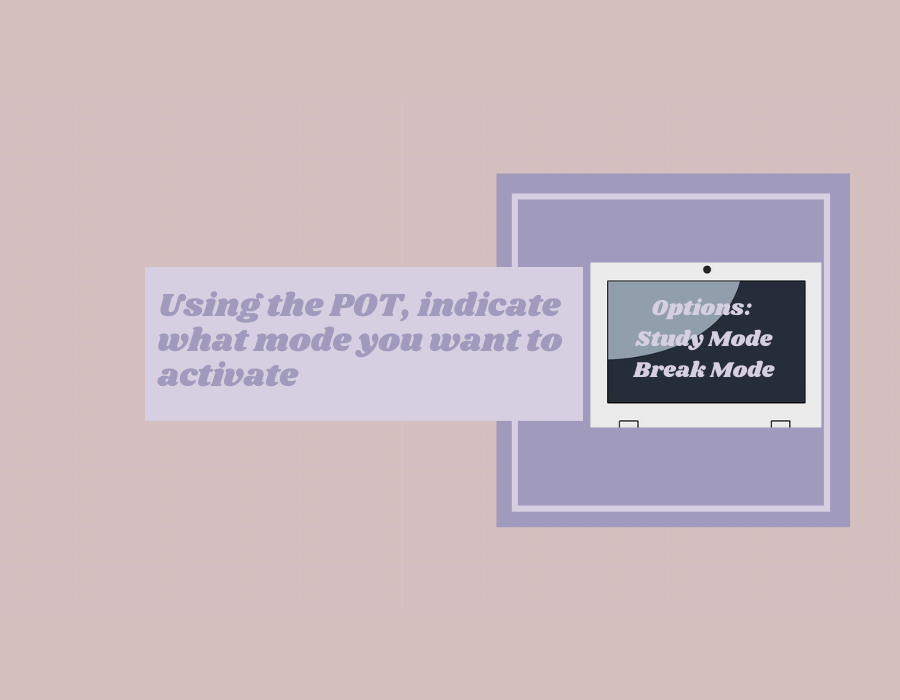 Using the POT, indicate
what mode you want to
activate
Options:
Study Mode
Break Mode